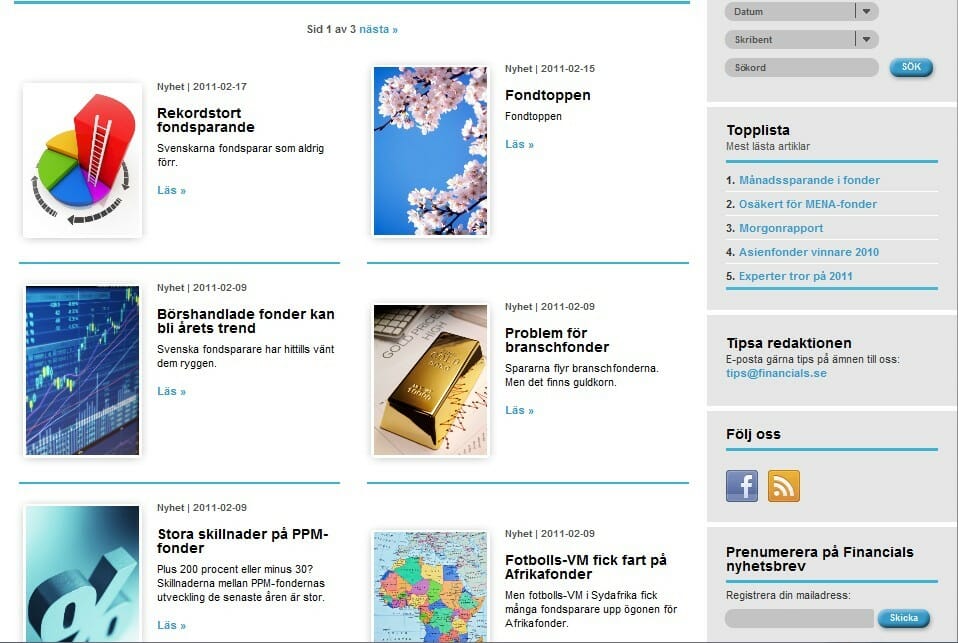 Sid 1 av 3 nästa »
Nyhet | 2011-02-17
Rekordstort
fondsparande
Svenskarna fondsparar som aldrig
förr.
Läs »
Nyhet | 2011-02-15
Fondtoppen
Fondtoppen
Läs »
Nyhet | 2011-02-09
Börshandlade fonder kan
bli årets trend
Svenska fondsparare har hittills vänt
dem ryggen.
Läs »
GOLD PRICES
HIGH
GOLD
1000
Nyhet | 2011-02-09
Problem för
branschfonder
Spararna flyr branschfonderna.
Men det finns guldkorn.
Läs »
%
Nyhet | 2011-02-09
Stora skillnader på PPM-
fonder
Plus 200 procent eller minus 30?
Skillnaderna mellan PPM-fondernas
utveckling de senaste åren är stor.
Läs »
Nyhet | 2011-02-09
Fotbolls-VM fick fart på
Afrikafonder
Men fotbolls-VM i Sydafrika fick
många fondsparare upp ögonen för
Afrikafonder.
Datum
Skribent
Sökord
SÖK
Topplista
Mest lästa artiklar
1. Månadssparande i fonder
2. Osäkert för MENA-fonder
3. Morgonrapport
4. Asienfonder vinnare 2010
5. Experter tror på 2011
Tipsa redaktionen
E-posta gärna tips på ämnen till oss:
tips@financials.se
Följ oss
f
Prenumerera på Financials
nyhetsbrev
Registrera din mailadress:
Skicka